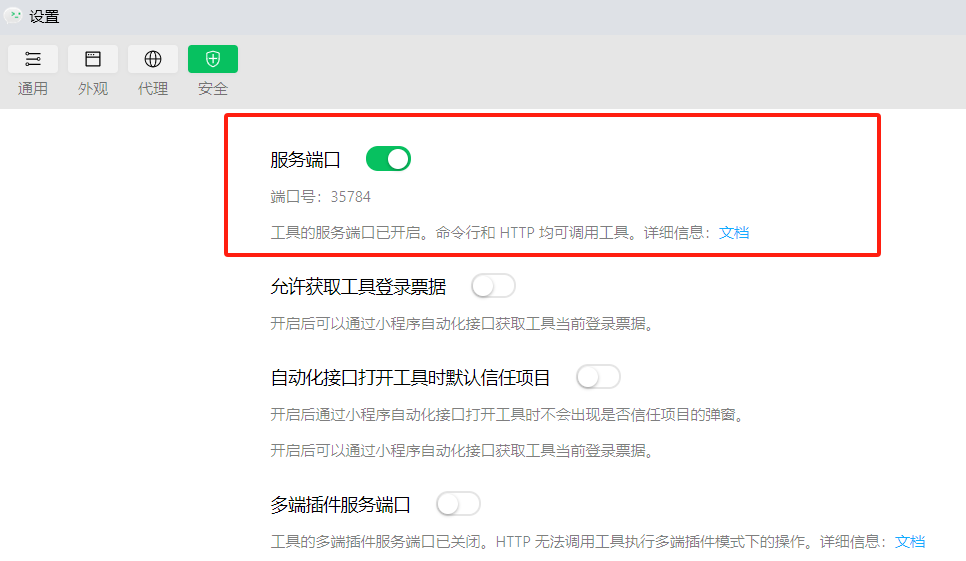 设置
通用 外观 代理 安全
服务端口
端口号：35784
工具的服务端口已开启。命令行和 HTTP 均可调用工具。详细信息：文档
允许获取工具登录票据
开启后可以通过小程序自动化接口获取工具当前登录票据。
自动化接口打开工具时默认信任项目
开启后通过小程序自动化接口打开工具时不会出现是否信任项目的弹窗。
开启后可以通过小程序自动化接口获取工具当前登录票据。
多端插件服务端口
工具的多端插件服务端口已关闭。HTTP 无法调用工具执行多端插件模式下的操作。详细信息：文档